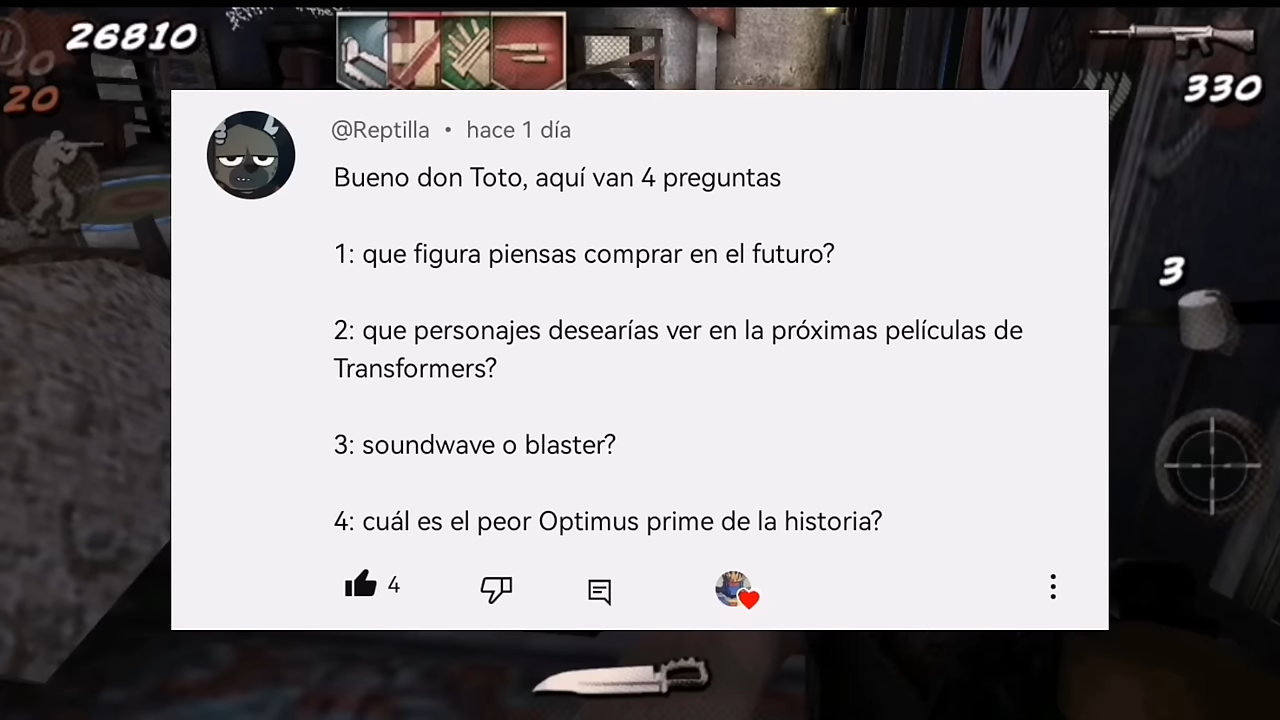 26810
10
20
330
3
@Reptilla • hace 1 día
Bueno don Toto, aquí van 4 preguntas
1: que figura piensas comprar en el futuro?
2: que personajes desearías ver en la próximas películas de
Transformers?
3: soundwave o blaster?
4: cuál es el peor Optimus prime de la historia?
4